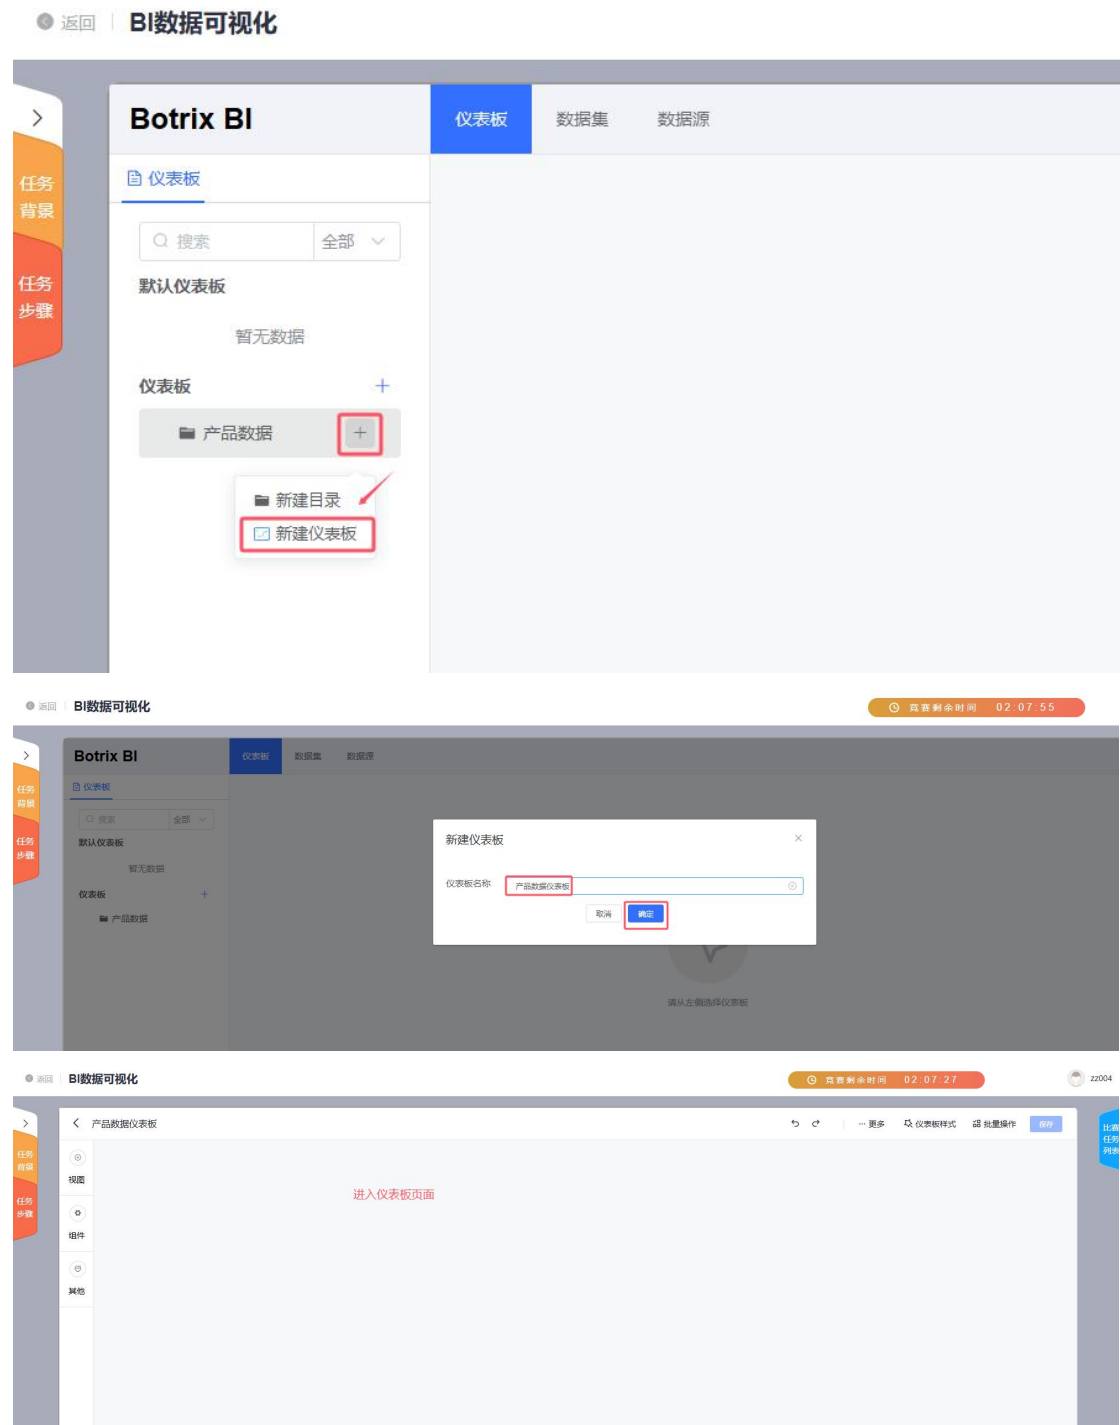 返回 BI数据可视化
Botrix BI 仪表板 数据集 数据源
任务
背景
任务
步骤
仪表板
搜索 全部
默认仪表板
暂无数据
仪表板 +
产品数据 +
新建目录
新建仪表板
返回 BI数据可视化 竞赛剩余时间 02:07:55
Botrix BI 仪表板 数据集 数据源
任务
背景
任务
步骤
仪表板
搜索 全部
默认仪表板
暂无数据
仪表板 +
产品数据
新建仪表板
仪表板名称 产品数据仪表板
取消 确定
请从左侧选择仪表板
返回 BI数据可视化 竞赛剩余时间 02:07:27 zz004
产品数据仪表板 ··· 更多 仪表板样式 批量操作 保存
任务
背景
任务
步骤
视图
组件
其他
进入仪表板页面
比赛
任务
列表